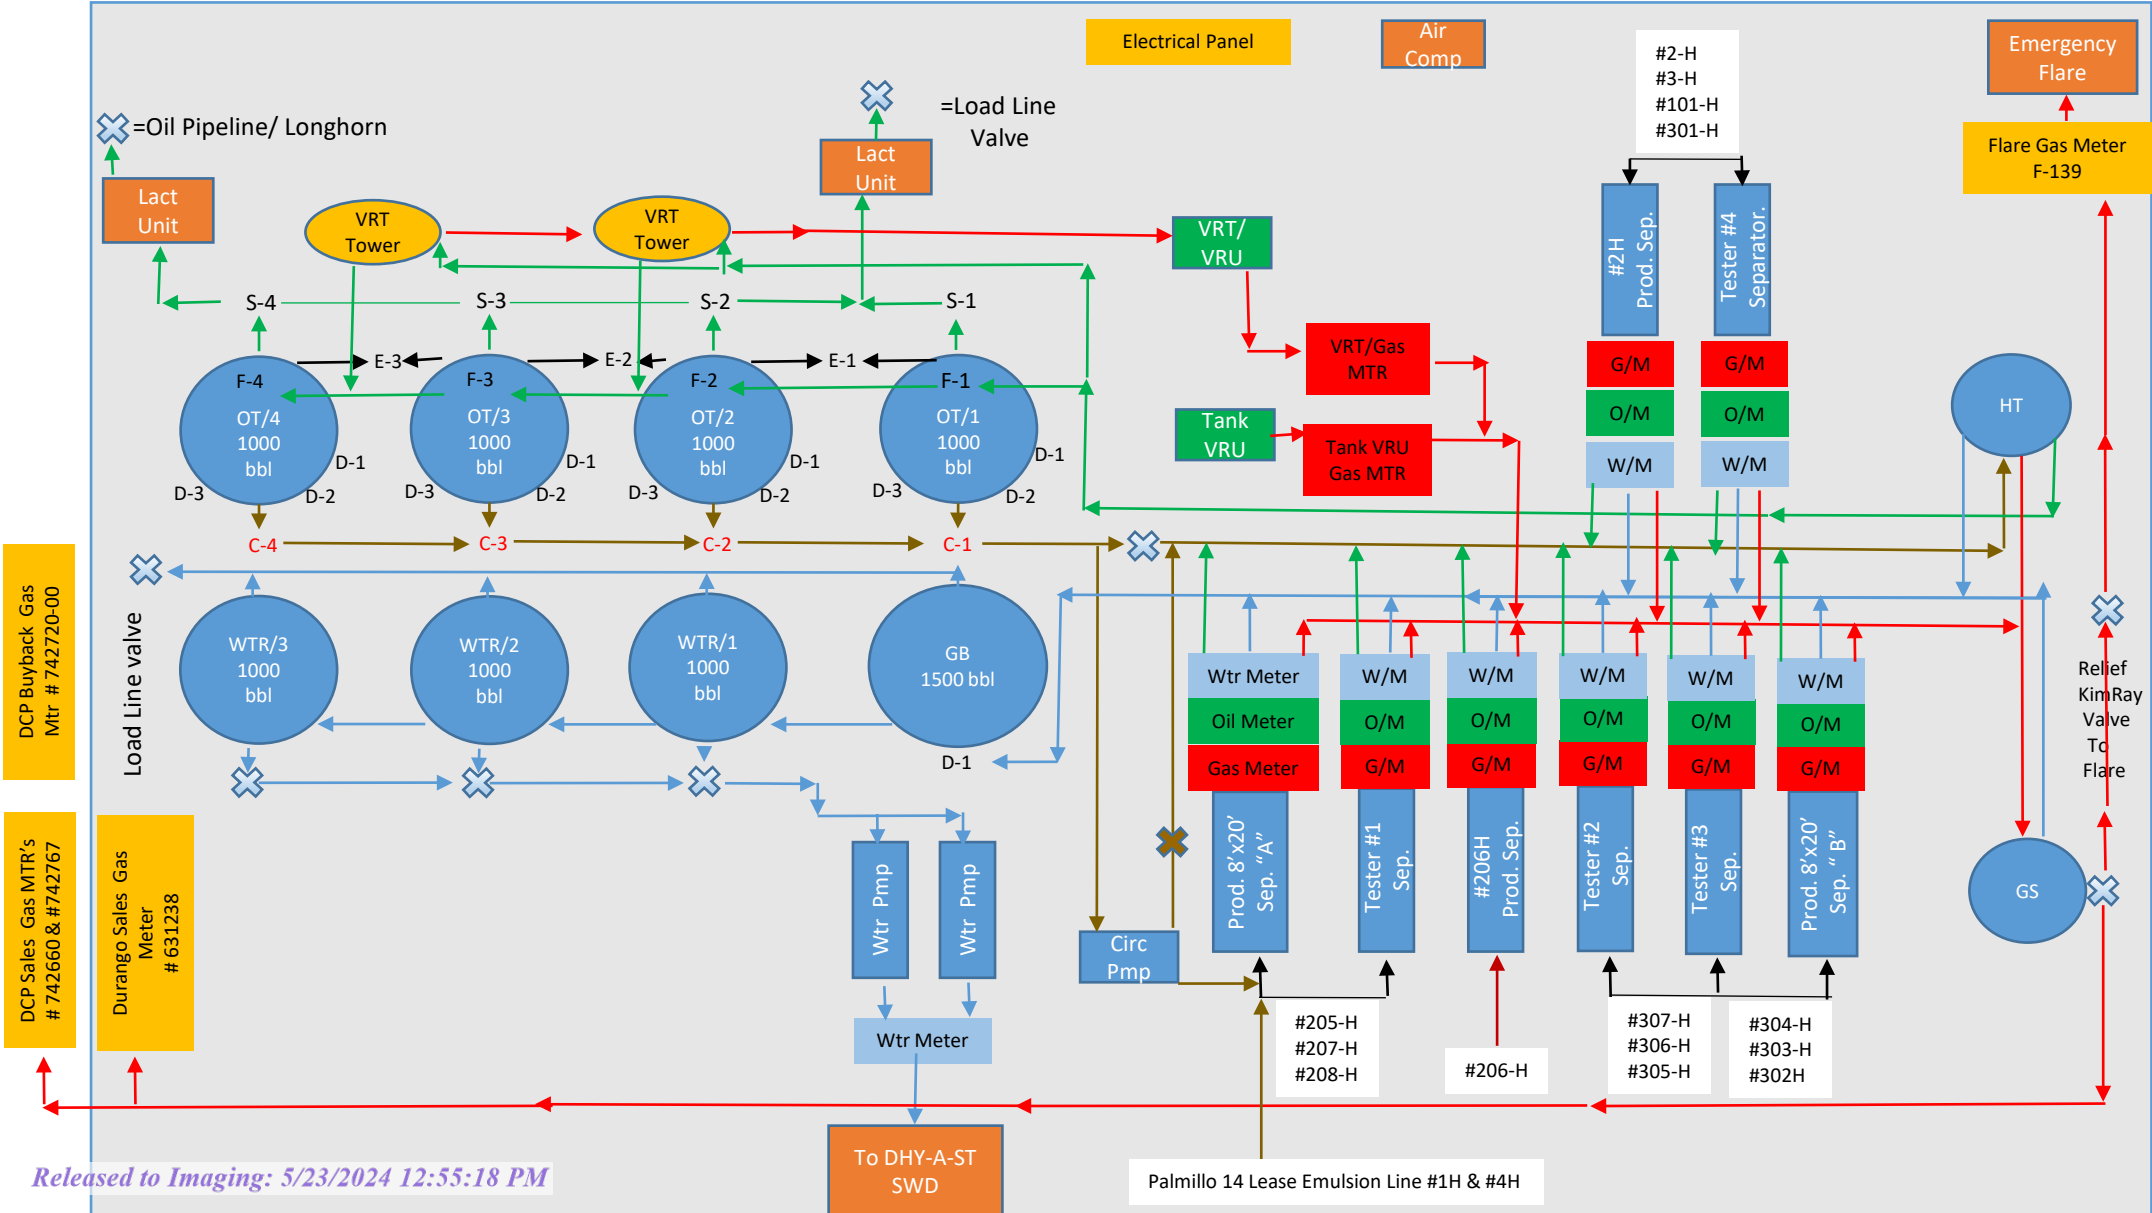 Electrical Panel
Air
Comp
#2-H
#3-H
#101-H
#301-H
Emergency
Flare
=Oil Pipeline/ Longhorn
=Load Line
Valve
Flare Gas Meter
F-139
Lact
Unit
Lact
Unit
VRT
Tower
VRT
Tower
VRT/
VRU
#2H
Prod. Sep.
Tester #4
Separator.
S-4
S-3
S-2
S-1
E-3
E-2
E-1
VRT/Gas
MTR
G/M
G/M
O/M
O/M
W/M
W/M
HT
F-4
OT/4
1000
bbl
F-3
OT/3
1000
bbl
F-2
OT/2
1000
bbl
F-1
OT/1
1000
bbl
Tank
VRU
Tank VRU
Gas MTR
D-1
D-2
D-3
D-1
D-2
D-3
D-1
D-2
D-3
D-1
D-2
D-3
C-4
C-3
C-2
C-1
DCP Buyback Gas
Mtr # 742720-00
Load Line valve
WTR/3
1000
bbl
WTR/2
1000
bbl
WTR/1
1000
bbl
GB
1500 bbl
D-1
Wtr Meter
Oil Meter
Gas Meter
W/M
O/M
G/M
W/M
O/M
G/M
W/M
O/M
G/M
W/M
O/M
G/M
W/M
O/M
G/M
Relief
KimRay
Valve
To
Flare
DCP Sales Gas MTR's
# 742660 & #742767
Durango Sales Gas
Meter
# 631238
Wtr Pmp
Wtr Pmp
Circ
Pmp
Prod. 8'x20'
Sep. "A"
Tester #1
Sep.
#206H
Prod. Sep.
Tester #2
Sep.
Tester #3
Sep.
Prod. 8'x20'
Sep. " B"
GS
Wtr Meter
#205-H
#207-H
#208-H
#206-H
#307-H
#306-H
#305-H
#304-H
#303-H
#302H
To DHY-A-ST
SWD
Palmillo 14 Lease Emulsion Line #1H & #4H
Released to Imaging: 5/23/2024 12:55:18 PM